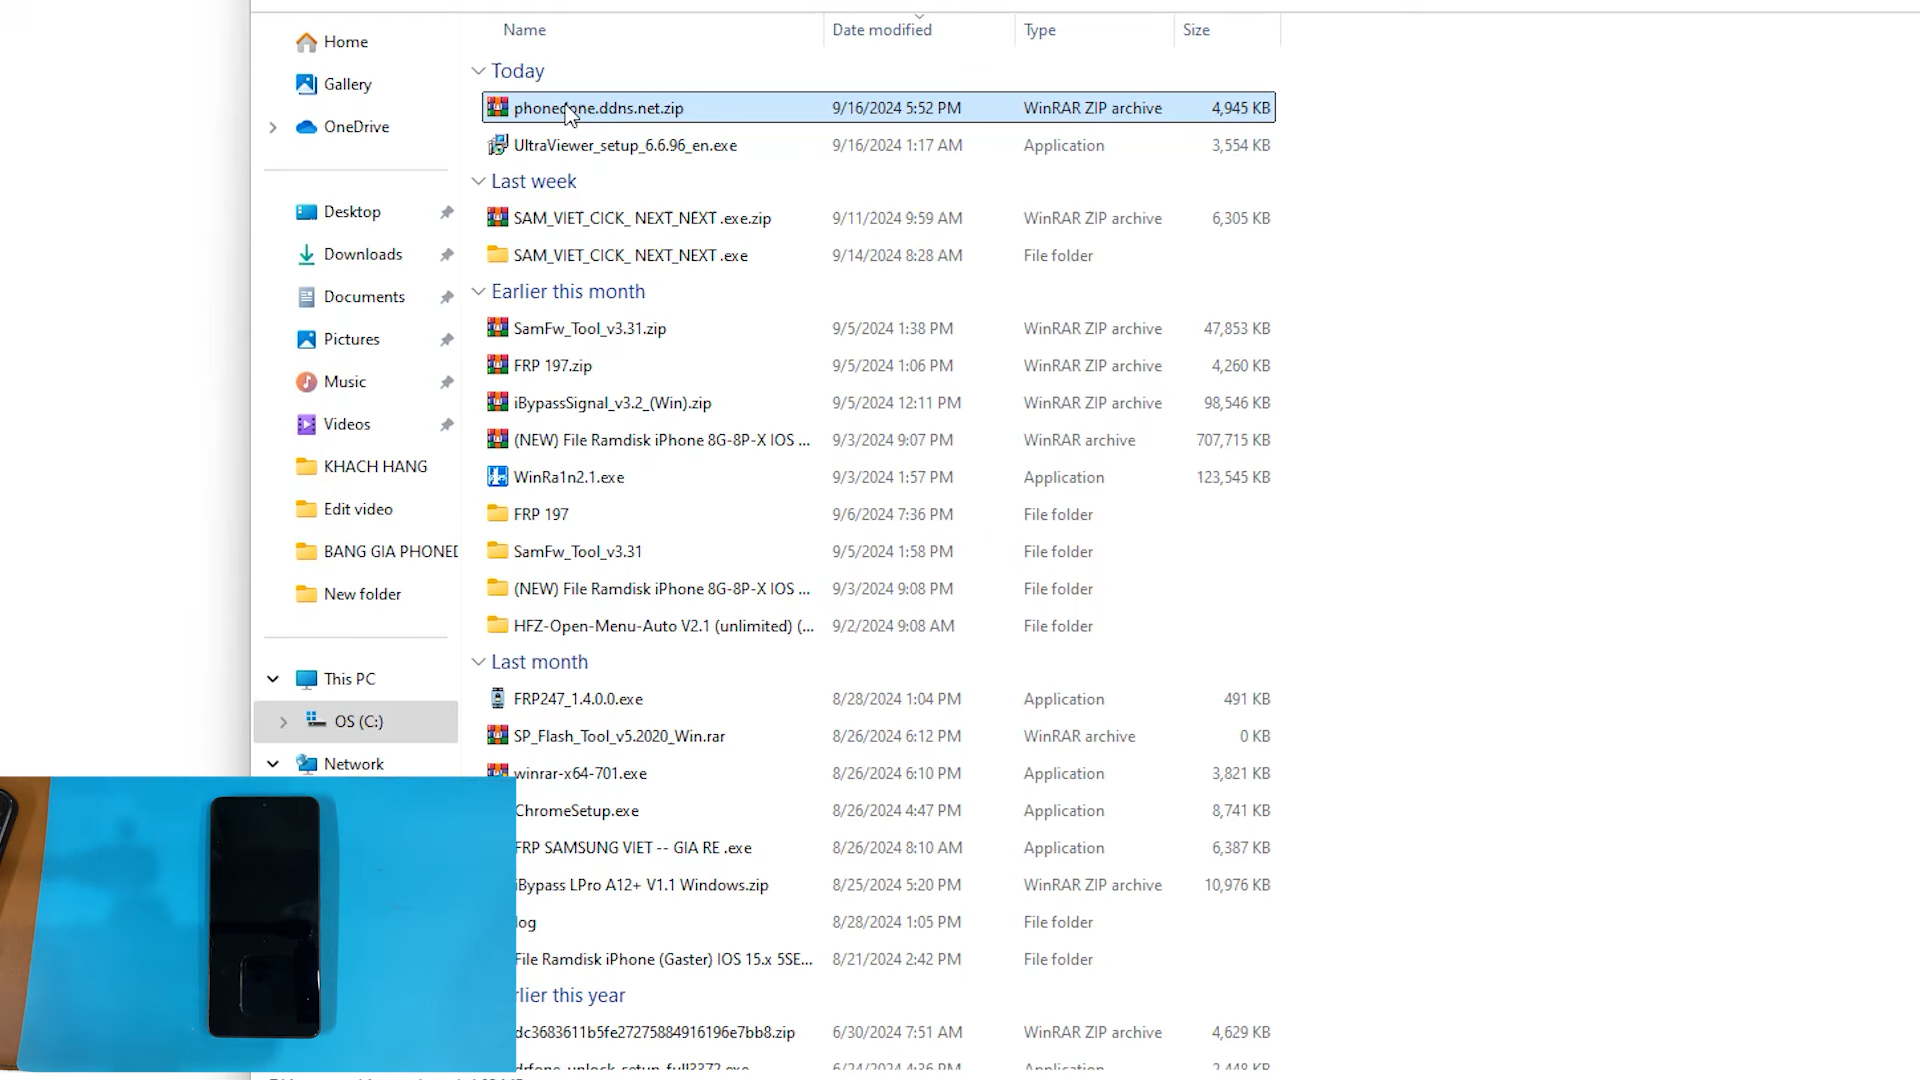 Name Date modified Type Size
Home
Gallery
OneDrive
Desktop
Downloads
Documents
Pictures
Music
Videos
KHACH HANG
Edit video
BANG GIA PHONED
New folder
This PC
OS (C:)
Network
Today
phonedone.ddns.net.zip 9/16/2024 5:52 PM WinRAR ZIP archive 4,945 KB
UltraViewer_setup_6.6.96_en.exe 9/16/2024 1:17 AM Application 3,554 KB
Last week
SAM_VIET_CICK_ NEXT_NEXT .exe.zip 9/11/2024 9:59 AM WinRAR ZIP archive 6,305 KB
SAM_VIET_CICK_ NEXT_NEXT .exe 9/14/2024 8:28 AM File folder
Earlier this month
SamFw_Tool_v3.31.zip 9/5/2024 1:38 PM WinRAR ZIP archive 47,853 KB
FRP 197.zip 9/5/2024 1:06 PM WinRAR ZIP archive 4,260 KB
iBypassSignal_v3.2_(Win).zip 9/5/2024 12:11 PM WinRAR ZIP archive 98,546 KB
(NEW) File Ramdisk iPhone 8G-8P-X IOS ... 9/3/2024 9:07 PM WinRAR archive 707,715 KB
WinRa1n2.1.exe 9/3/2024 1:57 PM Application 123,545 KB
FRP 197 9/6/2024 7:36 PM File folder
SamFw_Tool_v3.31 9/5/2024 1:58 PM File folder
(NEW) File Ramdisk iPhone 8G-8P-X IOS ... 9/3/2024 9:08 PM File folder
HFZ-Open-Menu-Auto V2.1 (unlimited) (... 9/2/2024 9:08 AM File folder
Last month
FRP247_1.4.0.0.exe 8/28/2024 1:04 PM Application 491 KB
SP_Flash_Tool_v5.2020_Win.rar 8/26/2024 6:12 PM WinRAR archive 0 KB
winrar-x64-701.exe 8/26/2024 6:10 PM Application 3,821 KB
ChromeSetup.exe 8/26/2024 4:47 PM Application 8,741 KB
FRP SAMSUNG VIET -- GIA RE .exe 8/26/2024 8:10 AM Application 6,387 KB
iBypass LPro A12+ V1.1 Windows.zip 8/25/2024 5:20 PM WinRAR ZIP archive 10,976 KB
log 8/28/2024 1:05 PM File folder
File Ramdisk iPhone (Gaster) IOS 15.x 5SE... 8/21/2024 2:42 PM File folder
rlier this year
dc3683611b5fe27275884916196e7bb8.zip 6/30/2024 7:51 AM WinRAR ZIP archive 4,629 KB
drfone_unlock_setup_full3372.exe 6/24/2024 4:36 PM Application 2,448 KB